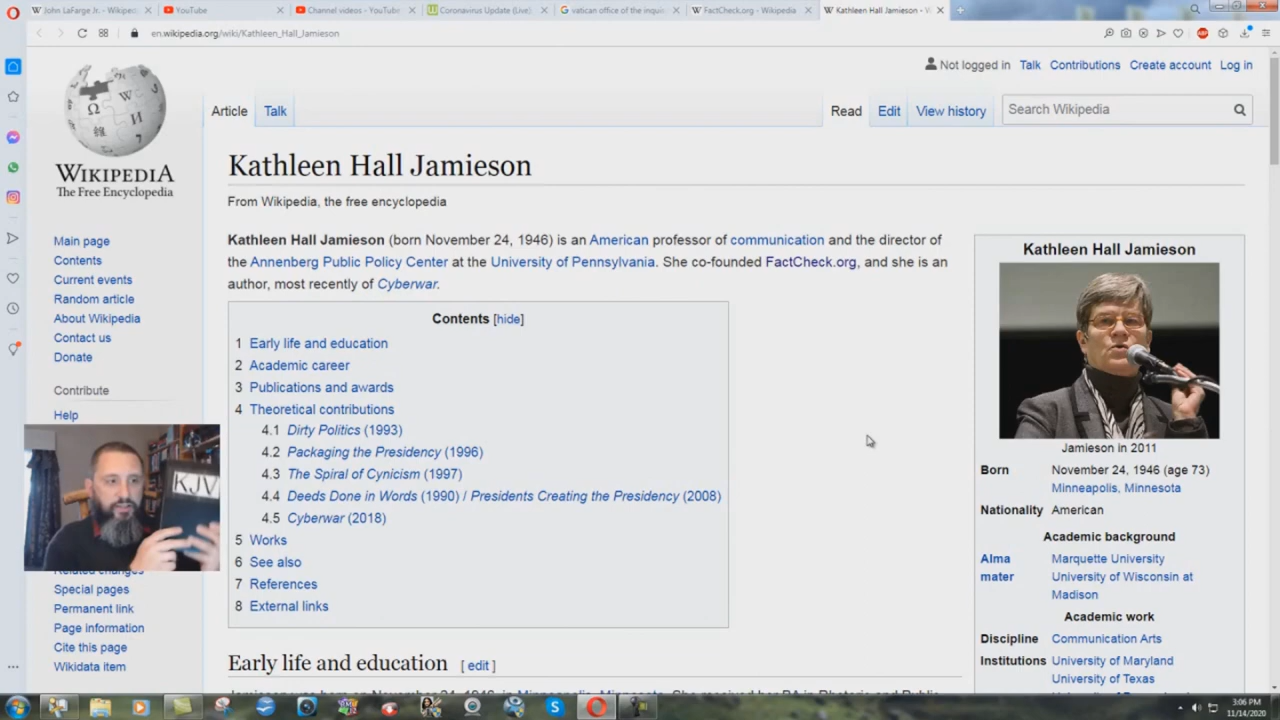 John LaFarge Jr. - Wikiped
YouTube
Channel videos - YouTube
Coronavirus Update (Live)
vatican office of the inquis
FactCheck.org - Wikipedia
Kathleen Hall Jamieson -
en.wikipedia.org/wiki/Kathleen_Hall_Jamieson
ABP
Not logged in Talk Contributions Create account Log in
Article Talk Read Edit View history Search Wikipedia
WIKIPEDIA
The Free Encyclopedia
Main page
Contents
Current events
Random article
About Wikipedia
Contact us
Donate
Contribute
Help
KJV
Related changes
Special pages
Permanent link
Page information
Cite this page
Wikidata item
Kathleen Hall Jamieson
From Wikipedia, the free encyclopedia
Kathleen Hall Jamieson (born November 24, 1946) is an American professor of communication and the director of
the Annenberg Public Policy Center at the University of Pennsylvania. She co-founded FactCheck.org, and she is an
author, most recently of Cyberwar.
Contents [hide]
1 Early life and education
2 Academic career
3 Publications and awards
4 Theoretical contributions
4.1 Dirty Politics (1993)
4.2 Packaging the Presidency (1996)
4.3 The Spiral of Cynicism (1997)
4.4 Deeds Done in Words (1990) / Presidents Creating the Presidency (2008)
4.5 Cyberwar (2018)
5 Works
6 See also
7 References
8 External links
Early life and education [ edit ]
Kathleen Hall Jamieson
Jamieson in 2011
Born November 24, 1946 (age 73)
Minneapolis, Minnesota
Nationality American
Academic background
Alma mater Marquette University
University of Wisconsin at
Madison
Academic work
Discipline Communication Arts
Institutions University of Maryland
University of Texas
3:06 PM
11/14/2020